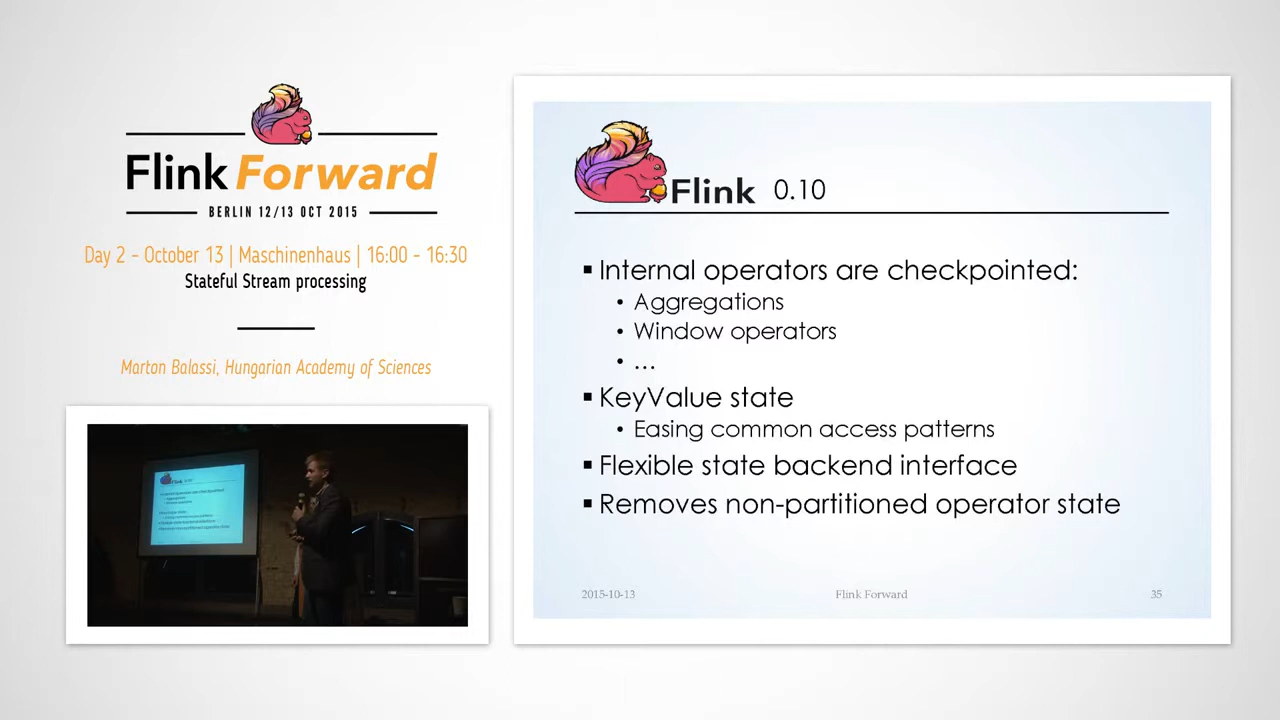 Flink Forward
BERLIN 12/13 OCT 2015
Day 2 – October 13 | Maschinenhaus | 16:00 - 16:30
Stateful Stream processing
Marton Balassi, Hungarian Academy of Sciences
Flink 0.10
▪ Internal operators are checkpointed:
• Aggregations
• Window operators
• …
▪ KeyValue state
• Easing common access patterns
▪ Flexible state backend interface
▪ Removes non-partitioned operator state
2015-10-13 Flink Forward 35